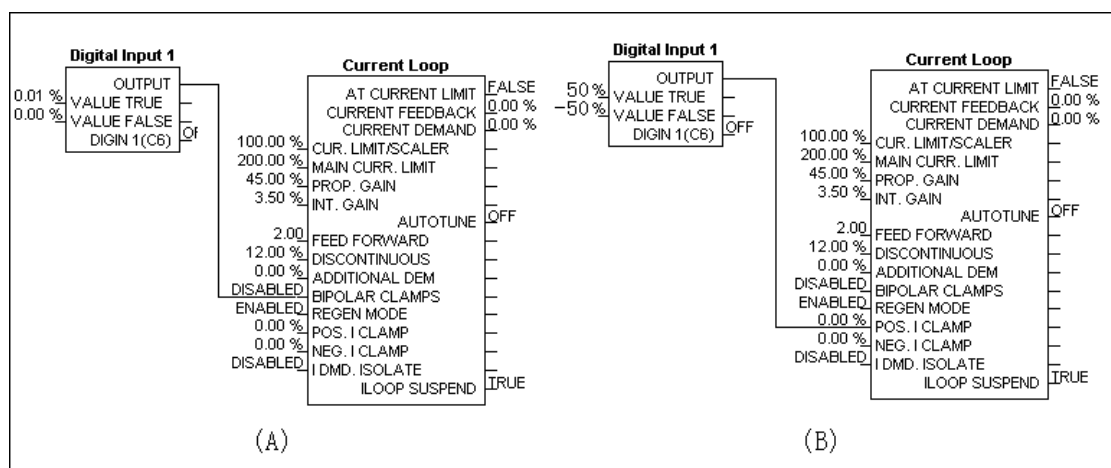 Digital Input 1
OUTPUT
0.01 % VALUE TRUE
0.00 % VALUE FALSE
DIGIN 1(C6)
Current Loop
AT CURRENT LIMIT FALSE
CURRENT FEEDBACK 0.00 %
CURRENT DEMAND 0.00 %
100.00 % CUR. LIMIT/SCALER
200.00 % MAIN CURR. LIMIT
45.00 % PROP. GAIN
3.50 % INT. GAIN
AUTOTUNE OFF
2.00 FEED FORWARD
12.00 % DISCONTINUOUS
0.00 % ADDITIONAL DEM
DISABLED BIPOLAR CLAMPS
ENABLED REGEN MODE
0.00 % POS. I CLAMP
0.00 % NEG. I CLAMP
DISABLED I DMD. ISOLATE
ILOOP SUSPEND TRUE
(A)
Digital Input 1
OUTPUT
50 % VALUE TRUE
-50 % VALUE FALSE
DIGIN 1(C6) OFF
Current Loop
AT CURRENT LIMIT FALSE
CURRENT FEEDBACK 0.00 %
CURRENT DEMAND 0.00 %
100.00 % CUR. LIMIT/SCALER
200.00 % MAIN CURR. LIMIT
45.00 % PROP. GAIN
3.50 % INT. GAIN
AUTOTUNE OFF
2.00 FEED FORWARD
12.00 % DISCONTINUOUS
0.00 % ADDITIONAL DEM
DISABLED BIPOLAR CLAMPS
ENABLED REGEN MODE
0.00 % POS. I CLAMP
0.00 % NEG. I CLAMP
DISABLED I DMD. ISOLATE
ILOOP SUSPEND TRUE
(B)